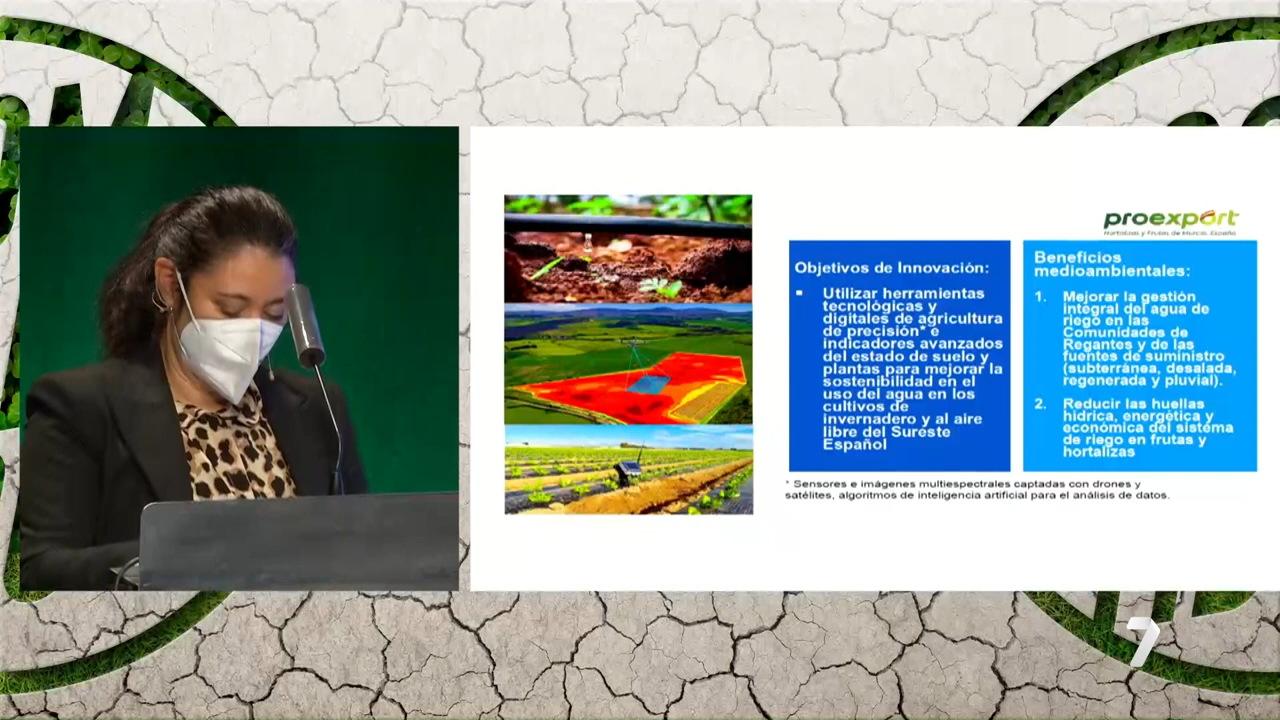 proexport
Hortalizas y Frutas de Murcia, España
Objetivos de Innovación:
▪ Utilizar herramientas
tecnológicas y
digitales de agricultura
de precisión* e
indicadores avanzados
del estado de suelo y
plantas para mejorar la
sostenibilidad en el
uso del agua en los
cultivos de
invernadero y al aire
libre del Sureste
Español
Beneficios
medioambientales:
1. Mejorar la gestión
integral del agua de
riego en las
Comunidades de
Regantes y de las
fuentes de suministro
(subterránea, desalada,
regenerada y pluvial).
2. Reducir las huellas
hídrica, energética y
económica del sistema
de riego en frutas y
hortalizas
* Sensores e imágenes multiespectrales captadas con drones y
satélites, algoritmos de inteligencia artificial para el análisis de datos.
7